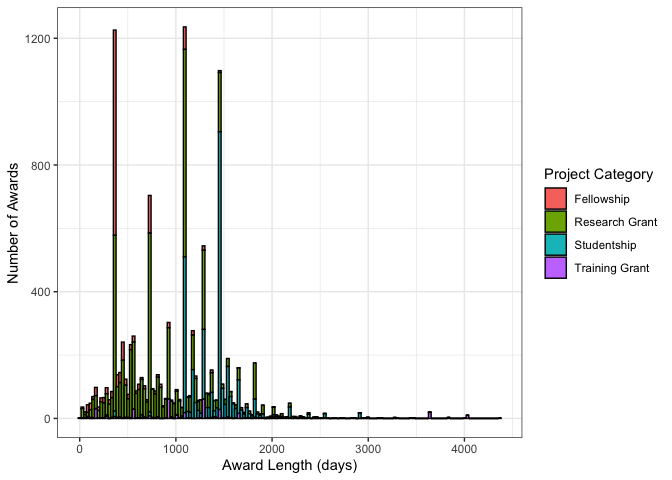 1200
800
400
0
Number of Awards
0 1000 2000 3000 4000
Award Length (days)
Project Category
Fellowship
Research Grant
Studentship
Training Grant